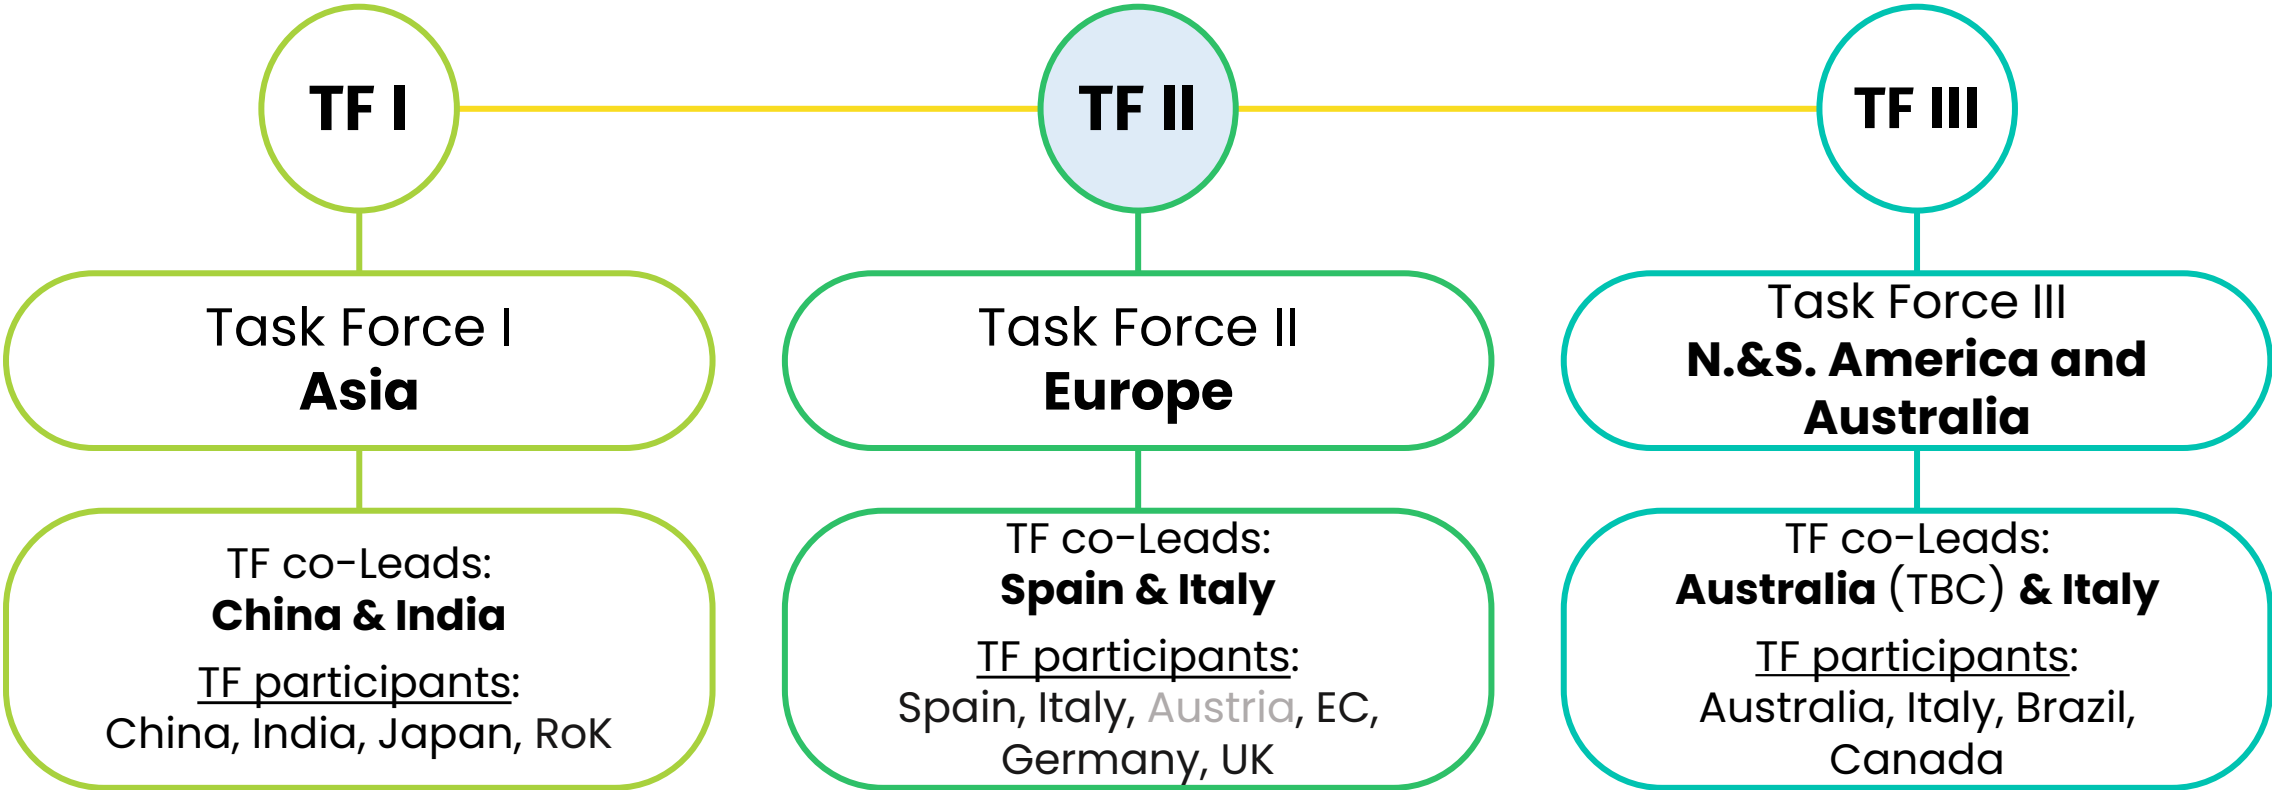 TF I
TF II
TF III
Task Force I
Asia
Task Force II
Europe
Task Force III
N.&S. America and
Australia
TF co-Leads:
China & India
TF participants:
China, India, Japan, RoK
TF co-Leads:
Spain & Italy
TF participants:
Spain, Italy, Austria, EC,
Germany, UK
TF co-Leads:
Australia (TBC) & Italy
TF participants:
Australia, Italy, Brazil,
Canada